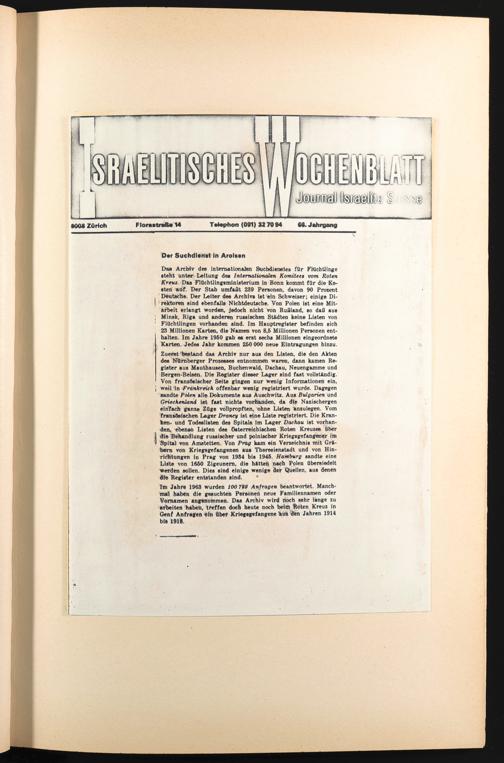 ISRAELITISCHES WOCHENBLATT
Journal Israélite Suisse
8008 Zürich Florastraße 14 Telephon (051) 32 70 94 66. Jahrgang
Der Suchdienst in Arolsen
Das Archiv des internationalen Suchdienstes für Flüchtlinge
steht unter Leitung des Internationalen Komitees vom Roten
Kreuz. Das Flüchtlingsministerium in Bonn kommt für die Ko-
sten auf. Der Stab umfaßt 239 Personen, davon 90 Prozent
Deutsche. Der Leiter des Archivs ist ein Schweizer; einige Di-
rektoren sind ebenfalls Nichtdeutsche. Von Polen ist eine Mit-
arbeit erlangt worden, jedoch nicht von Rußland, so daß aus
Minsk, Riga und anderen russischen Städten keine Listen von
Flüchtlingen vorhanden sind. Im Hauptregister befinden sich
23 Millionen Karten, die Namen von 8,5 Millionen Personen ent-
halten. Im Jahre 1950 gab es erst sechs Millionen eingeordnete
Karten. Jedes Jahr kommen 250 000 neue Eintragungen hinzu.
Zuerst bestand das Archiv nur aus den Listen, die den Akten
des Nürnberger Prozesses entnommen waren, dann kamen Re-
gister aus Mauthausen, Buchenwald, Dachau, Neuengamme und
Bergen-Belsen. Die Register dieser Lager sind fast vollständig.
Von französischer Seite gingen nur wenig Informationen ein,
weil in Frankreich offenbar wenig registriert wurde. Dagegen
sandte Polen alle Dokumente aus Auschwitz. Aus Bulgarien und
Griechenland ist fast nichts vorhanden, da die Nazischergen
einfach ganze Züge vollpropften, ohne Listen anzulegen. Vom
französischen Lager Drancy ist eine Liste registriert. Die Kran-
ken- und Todeslisten des Spitals im Lager Dachau ist vorhan-
den, ebenso Listen des österreichischen Roten Kreuzes über
die Behandlung russischer und polnischer Kriegsgefangener im
Spital von Amstetten. Von Prag kam ein Verzeichnis mit Grä-
bern von Kriegsgefangenen aus Theresienstadt und von Hin-
richtungen in Prag von 1934 bis 1945. Hamburg sandte eine
Liste von 1650 Zigeunern, die hätten nach Polen übersiedelt
werden sollen. Dies sind einige wenige der Quellen, aus denen
die Register entstanden sind.
Im Jahre 1963 wurden 100 798 Anfragen beantwortet. Manch-
mal haben die gesuchten Personen neue Familiennamen oder
Vornamen angenommen. Das Archiv wird noch sehr lange zu
arbeiten haben, treffen doch heute noch beim Roten Kreuz in
Genf Anfragen ein über Kriegsgefangene aus den Jahren 1914
bis 1918.